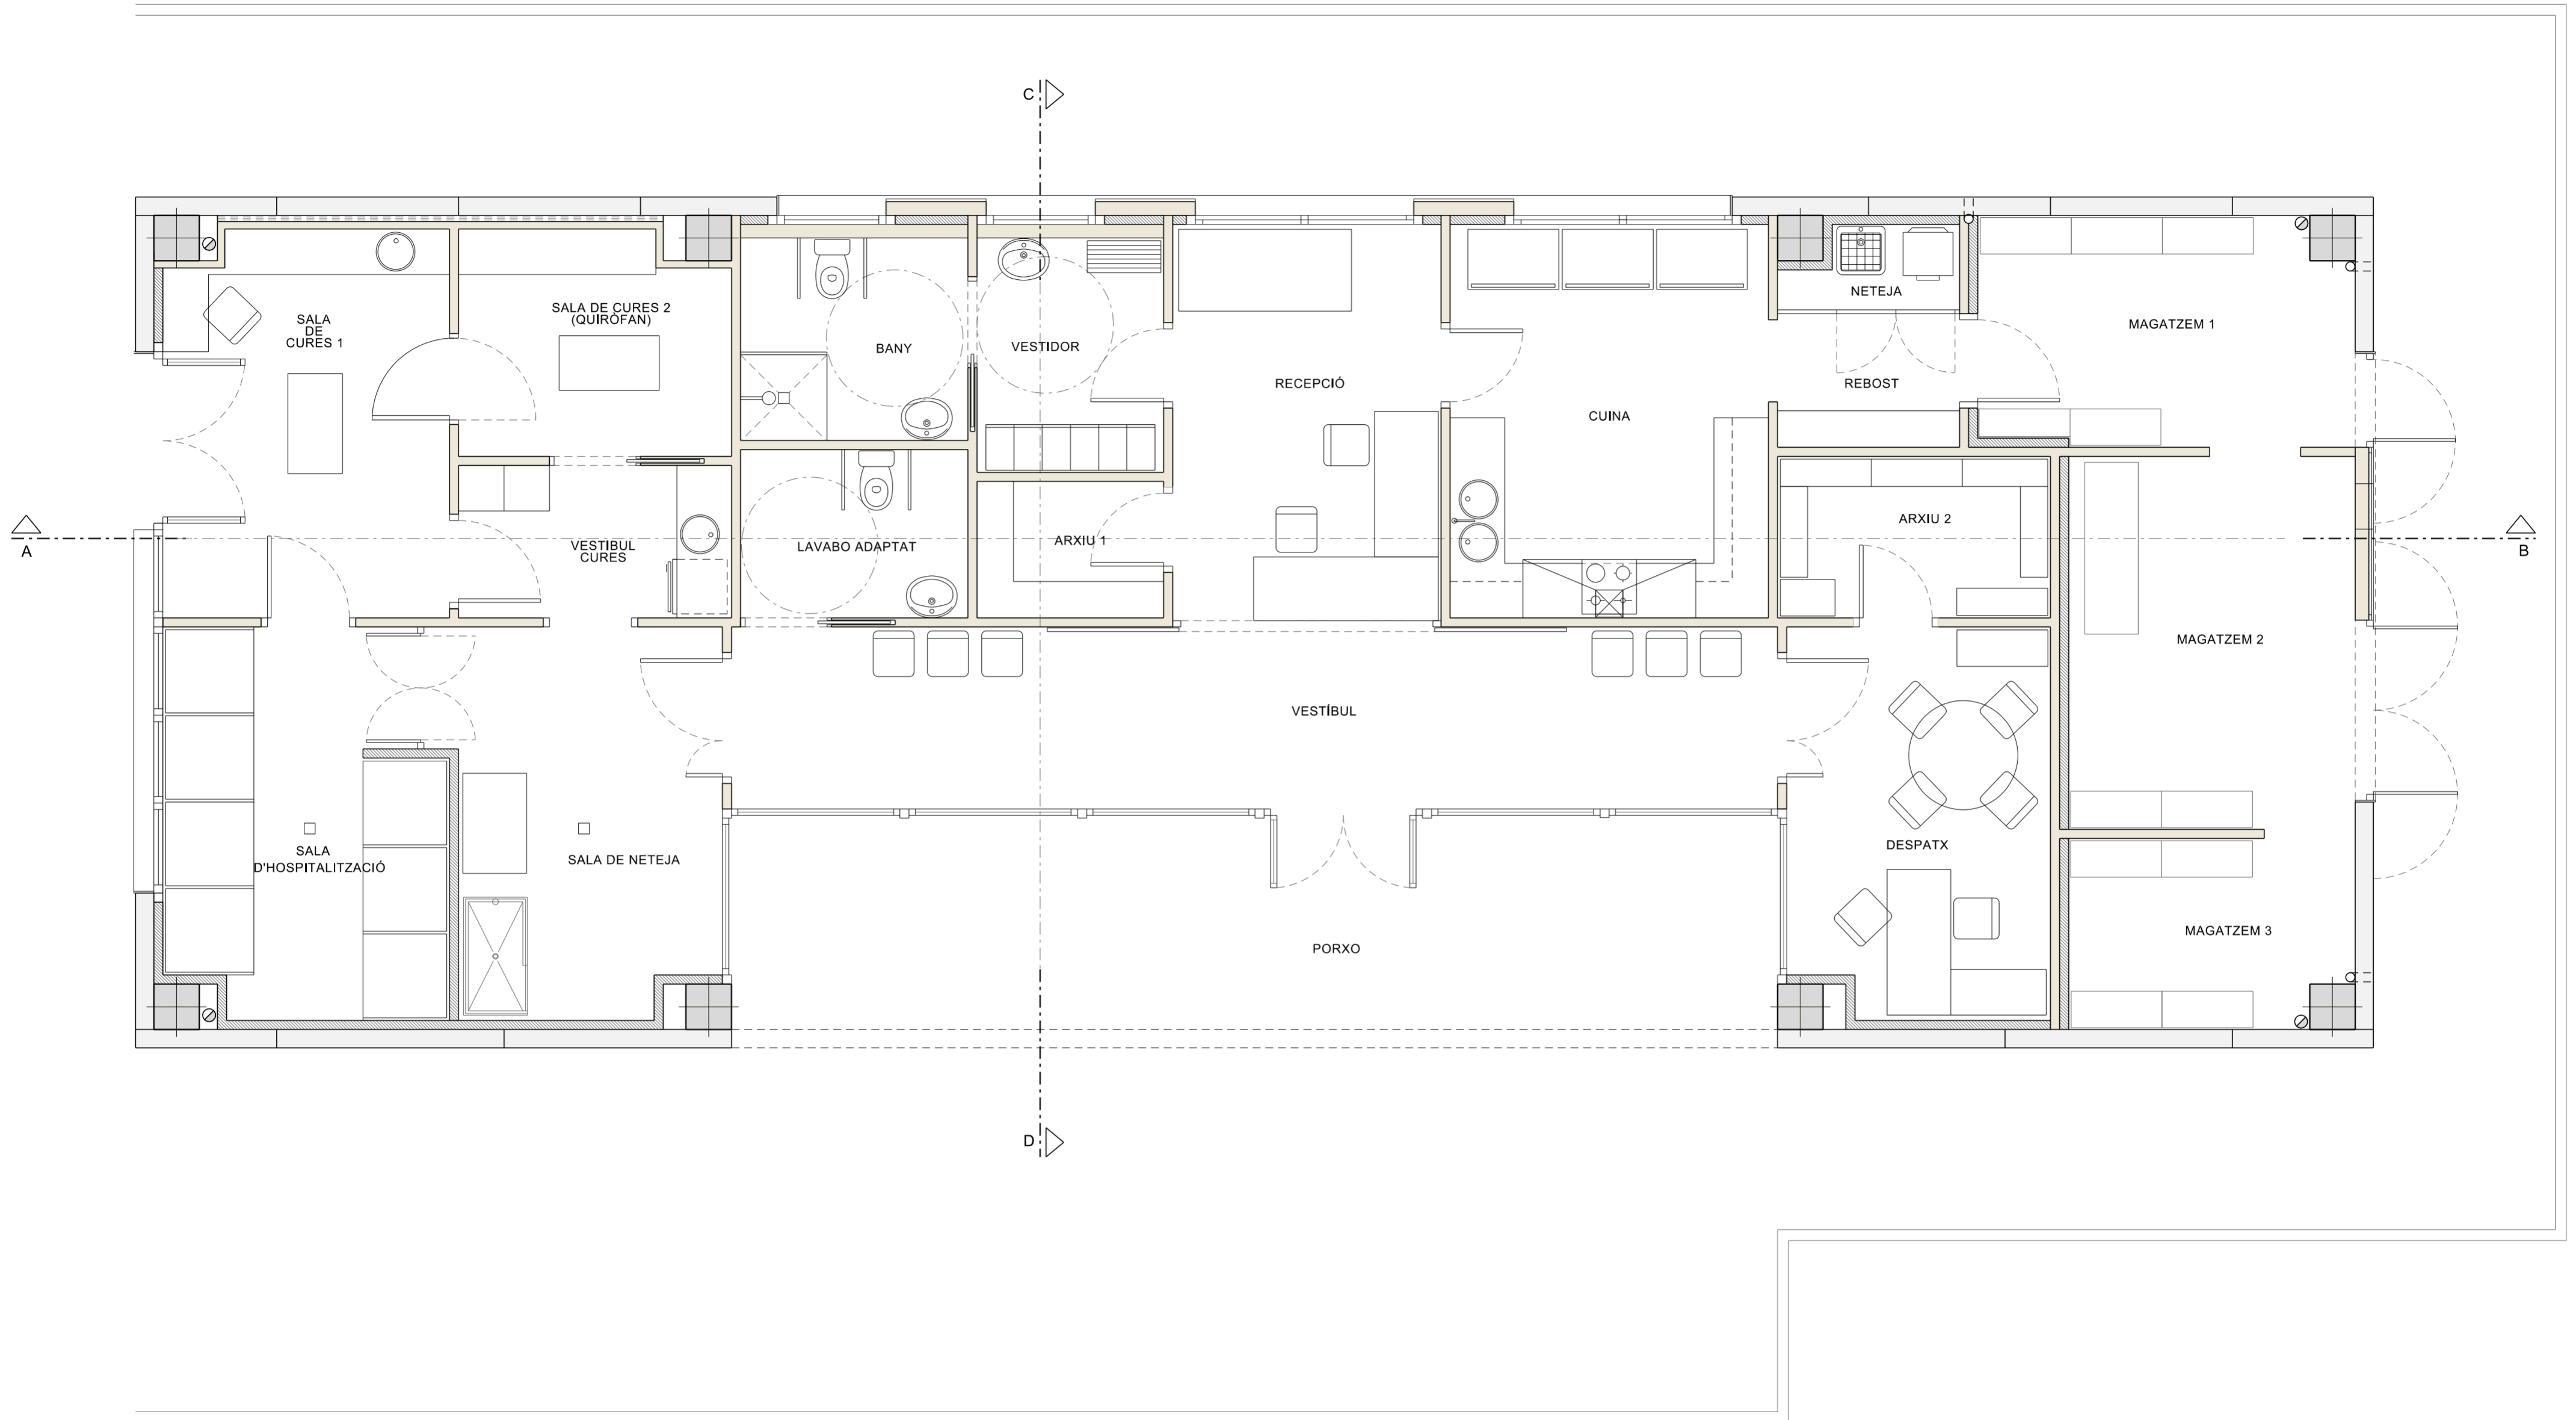 C
SALA DE CURES 2
(QUIRÒFAN)
SALA
DE
CURES 1
BANY
VESTIDOR
RECEPCIÓ
CUINA
NETEJA
REBOST
MAGATZEM 1
A
VESTIBUL
CURES
LAVABO ADAPTAT
ARXIU 1
ARXIU 2
B
MAGATZEM 2
VESTÍBUL
SALA
D'HOSPITALITZACIÓ
SALA DE NETEJA
DESPATX
PORXO
MAGATZEM 3
D